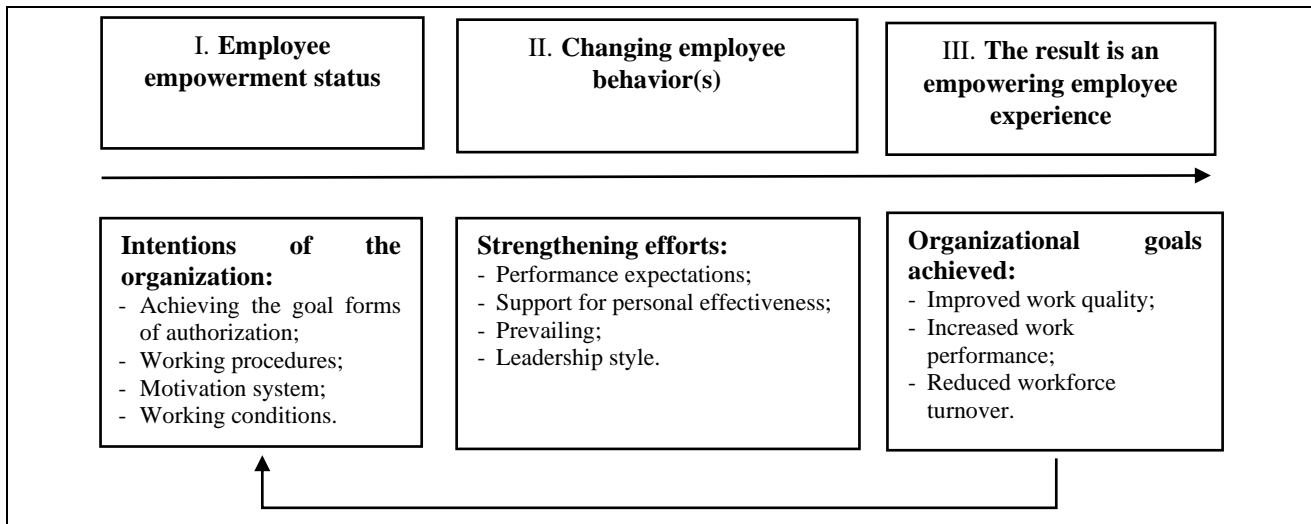 I. Employee
empowerment status
II. Changing employee
behavior(s)
III. The result is an
empowering employee
experience
Intentions of the
organization:
- Achieving the goal forms
of authorization;
- Working procedures;
- Motivation system;
- Working conditions.
Strengthening efforts:
- Performance expectations;
- Support for personal effectiveness;
- Prevailing;
- Leadership style.
Organizational goals
achieved:
- Improved work quality;
- Increased work
performance;
- Reduced workforce
turnover.